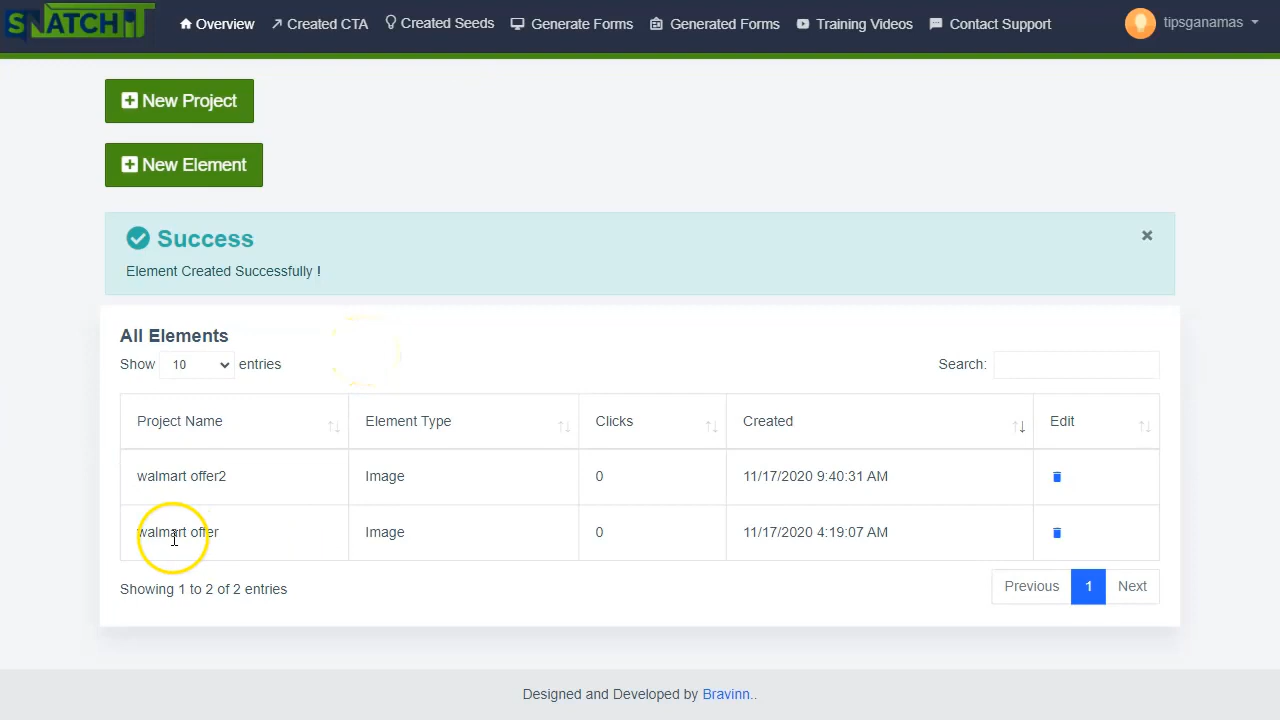 SNATCHiT
Overview Created CTA Created Seeds Generate Forms Generated Forms Training Videos Contact Support tipsganamas
New Project
New Element
Success
Element Created Successfully !
All Elements
Show 10 entries Search:
Project Name Element Type Clicks Created Edit
walmart offer2 Image 0 11/17/2020 9:40:31 AM
walmart offer Image 0 11/17/2020 4:19:07 AM
Showing 1 to 2 of 2 entries Previous 1 Next
Designed and Developed by Bravinn..